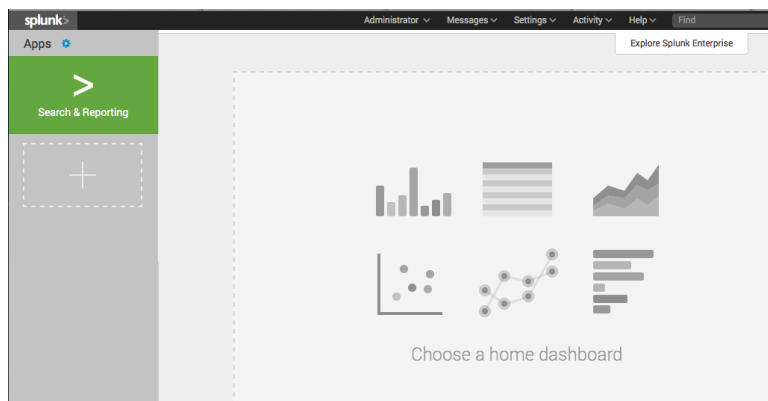 splunk>
Administrator Messages Settings Activity Help Find
Apps
Explore Splunk Enterprise
>
Search & Reporting
Choose a home dashboard